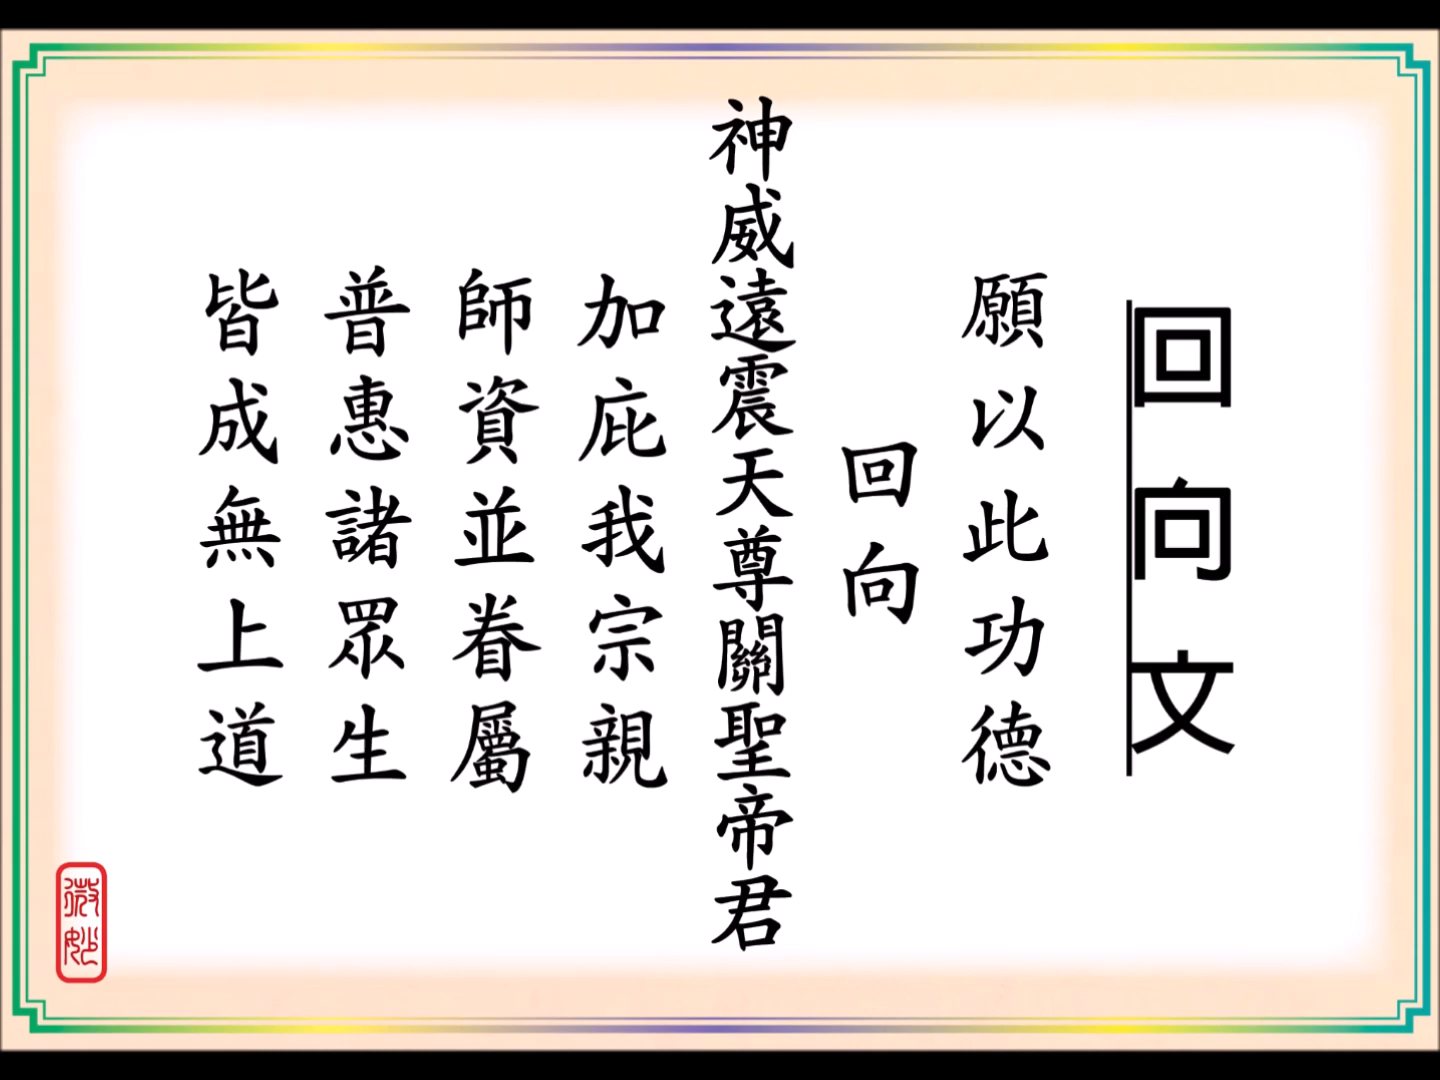 回向文
願以此功德
回向
神威遠震天尊關聖帝君
加庇我宗親
師資並眷屬
普惠諸眾生
皆成無上道
微妙